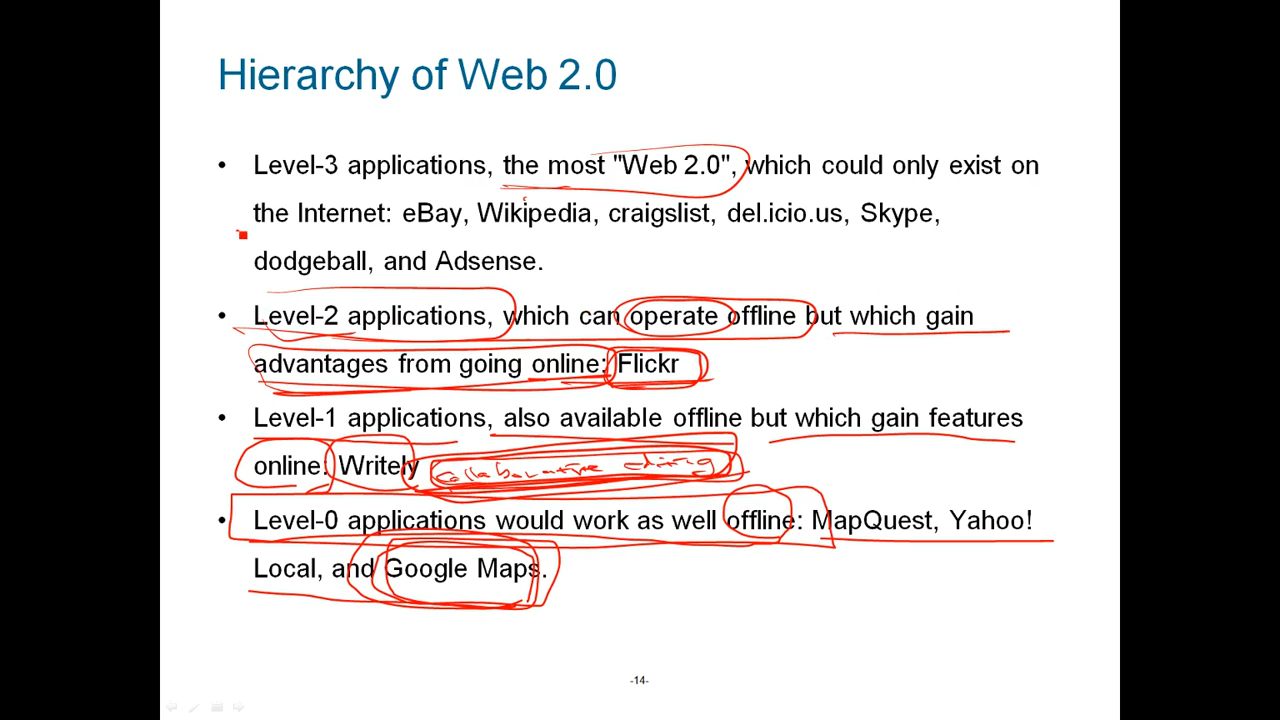 Hierarchy of Web 2.0
• Level-3 applications, the most "Web 2.0", which could only exist on
the Internet: eBay, Wikipedia, craigslist, del.icio.us, Skype,
dodgeball, and Adsense.
• Level-2 applications, which can operate offline but which gain
advantages from going online: Flickr
• Level-1 applications, also available offline but which gain features
online: Writely collaborative editing
• Level-0 applications would work as well offline: MapQuest, Yahoo!
Local, and Google Maps.
-14-